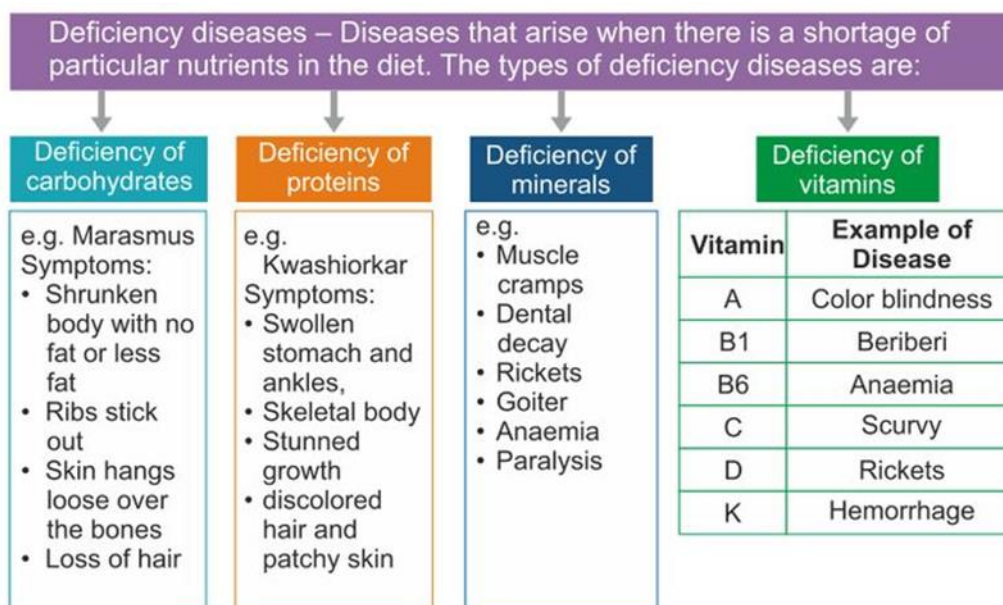 Deficiency diseases – Diseases that arise when there is a shortage of
particular nutrients in the diet. The types of deficiency diseases are:
Deficiency of
carbohydrates
e.g. Marasmus
Symptoms:
• Shrunken
body with no
fat or less
fat
• Ribs stick
out
• Skin hangs
loose over
the bones
• Loss of hair
Deficiency of
proteins
e.g.
Kwashiorkar
Symptoms:
• Swollen
stomach and
ankles,
• Skeletal body
• Stunned
growth
• discolored
hair and
patchy skin
Deficiency of
minerals
e.g.
• Muscle
cramps
• Dental
decay
• Rickets
• Goiter
• Anaemia
• Paralysis
Deficiency of
vitamins
Vitamin Example of
Disease
A Color blindness
B1 Beriberi
B6 Anaemia
C Scurvy
D Rickets
K Hemorrhage